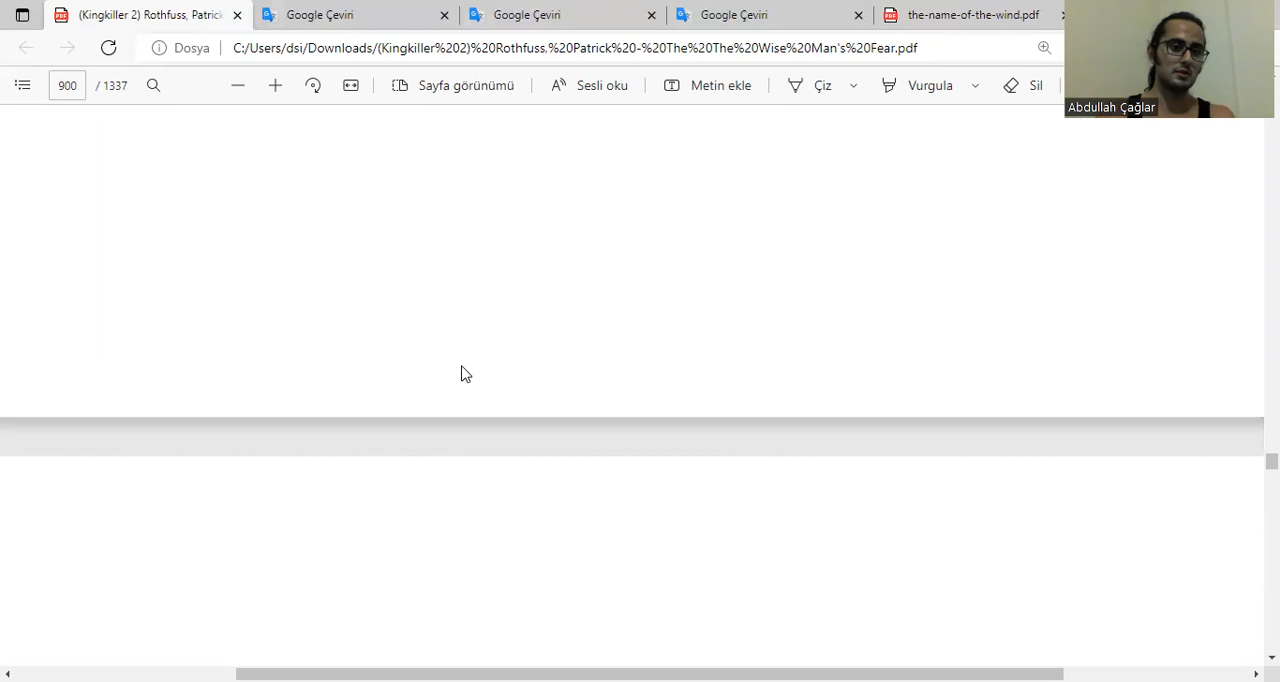 (Kingkiller 2) Rothfuss, Patrick
Google Çeviri
Google Çeviri
Google Çeviri
the-name-of-the-wind.pdf
Dosya
C:/Users/dsi/Downloads/(Kingkiller%202)%20Rothfuss,%20Patrick%20-%20The%20The%20Wise%20Man's%20Fear.pdf
900 / 1337
Sayfa görünümü
Sesli oku
Metin ekle
Çiz
Vurgula
Sil
Abdullah Çağlar